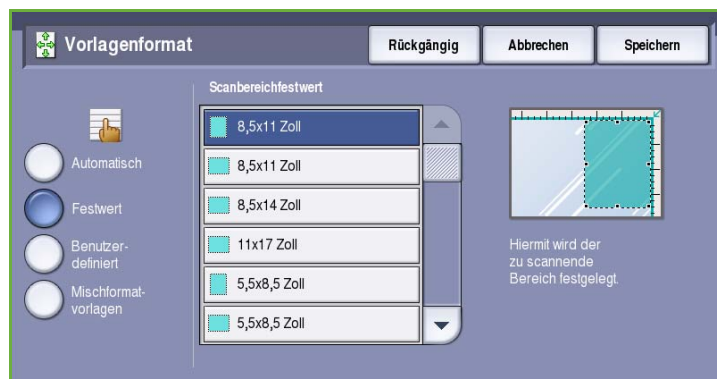 Vorlagenformat
Rückgängig
Abbrechen
Speichern
Scanbereichfestwert
Automatisch
Festwert
Benutzer-
definiert
Mischformat-
vorlagen
8,5x11 Zoll
8,5x11 Zoll
8,5x14 Zoll
11x17 Zoll
5,5x8,5 Zoll
5,5x8,5 Zoll
Hiermit wird der
zu scannende
Bereich festgelegt.